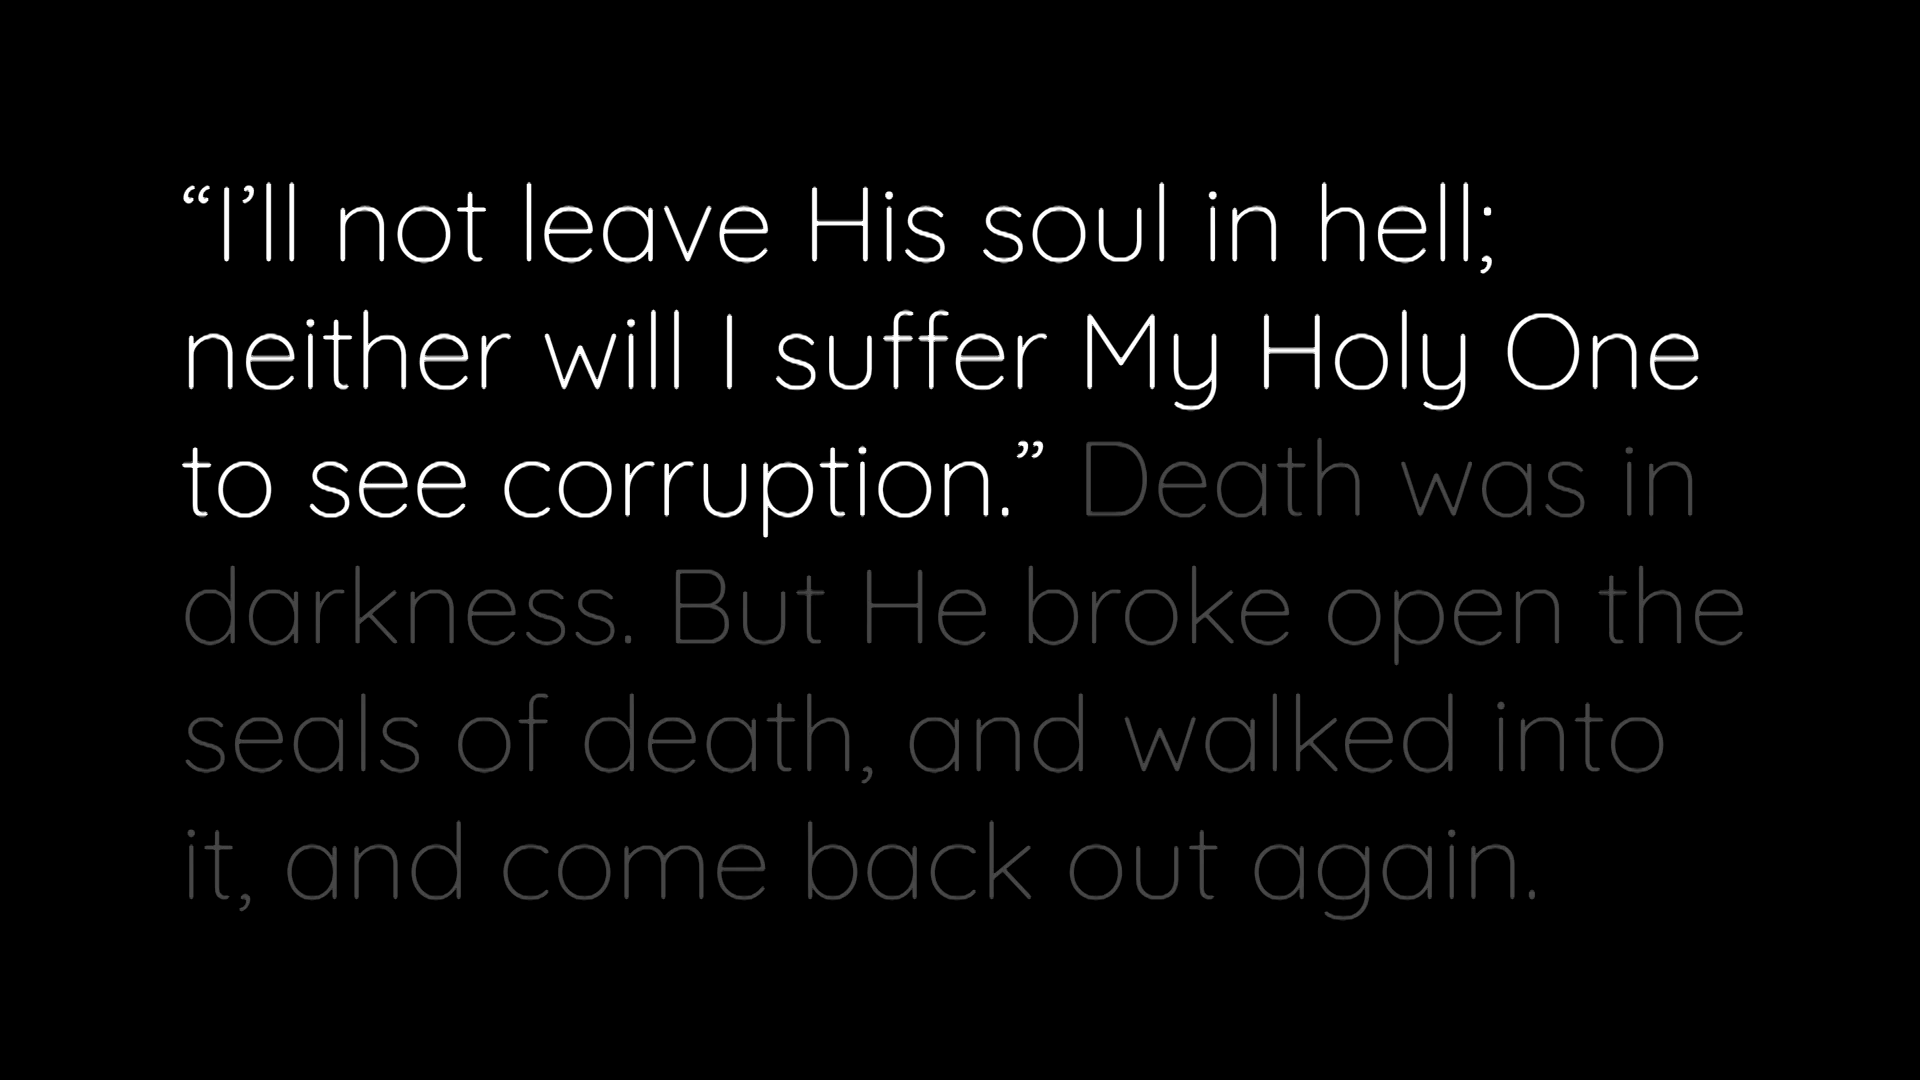 “I’ll not leave His soul in hell;
neither will I suffer My Holy One
to see corruption.” Death was in
darkness. But He broke open the
seals of death, and walked into
it, and come back out again.